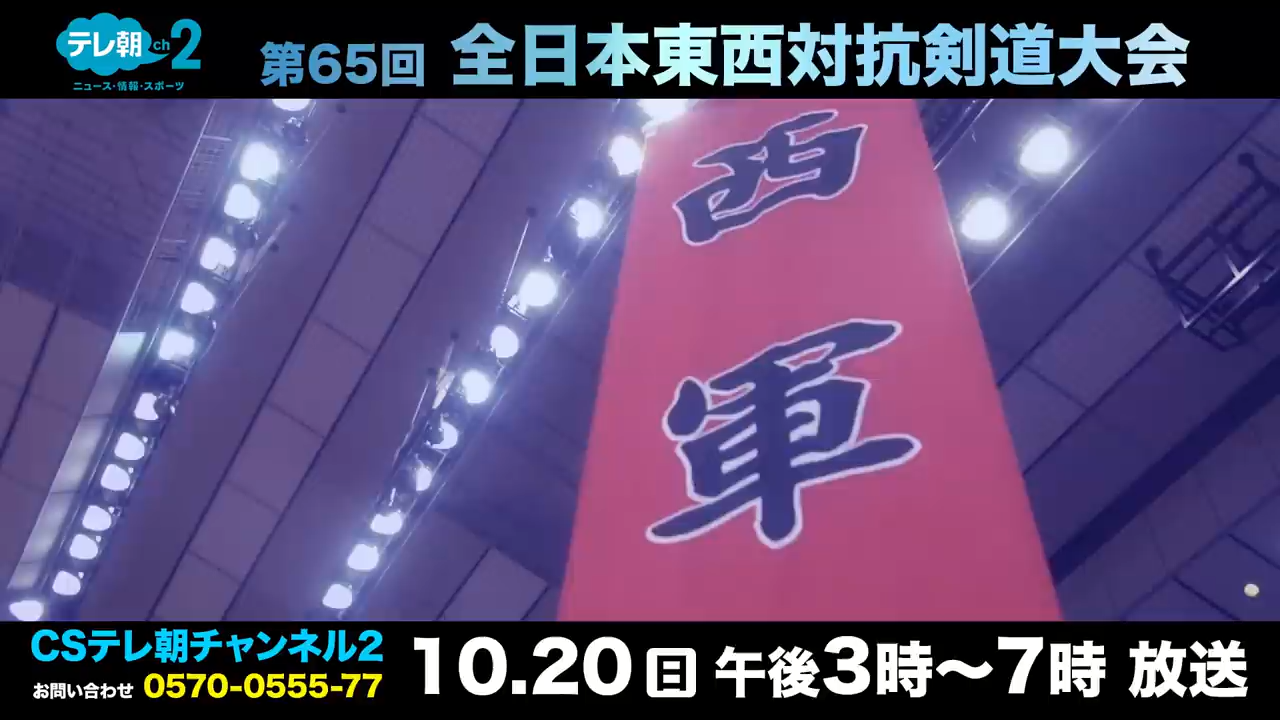 テレ朝ch2
ニュース・情報・スポーツ
第65回 全日本東西対抗剣道大会
西軍
CSテレ朝チャンネル2
お問い合わせ 0570-0555-77
10.20日 午後3時〜7時 放送